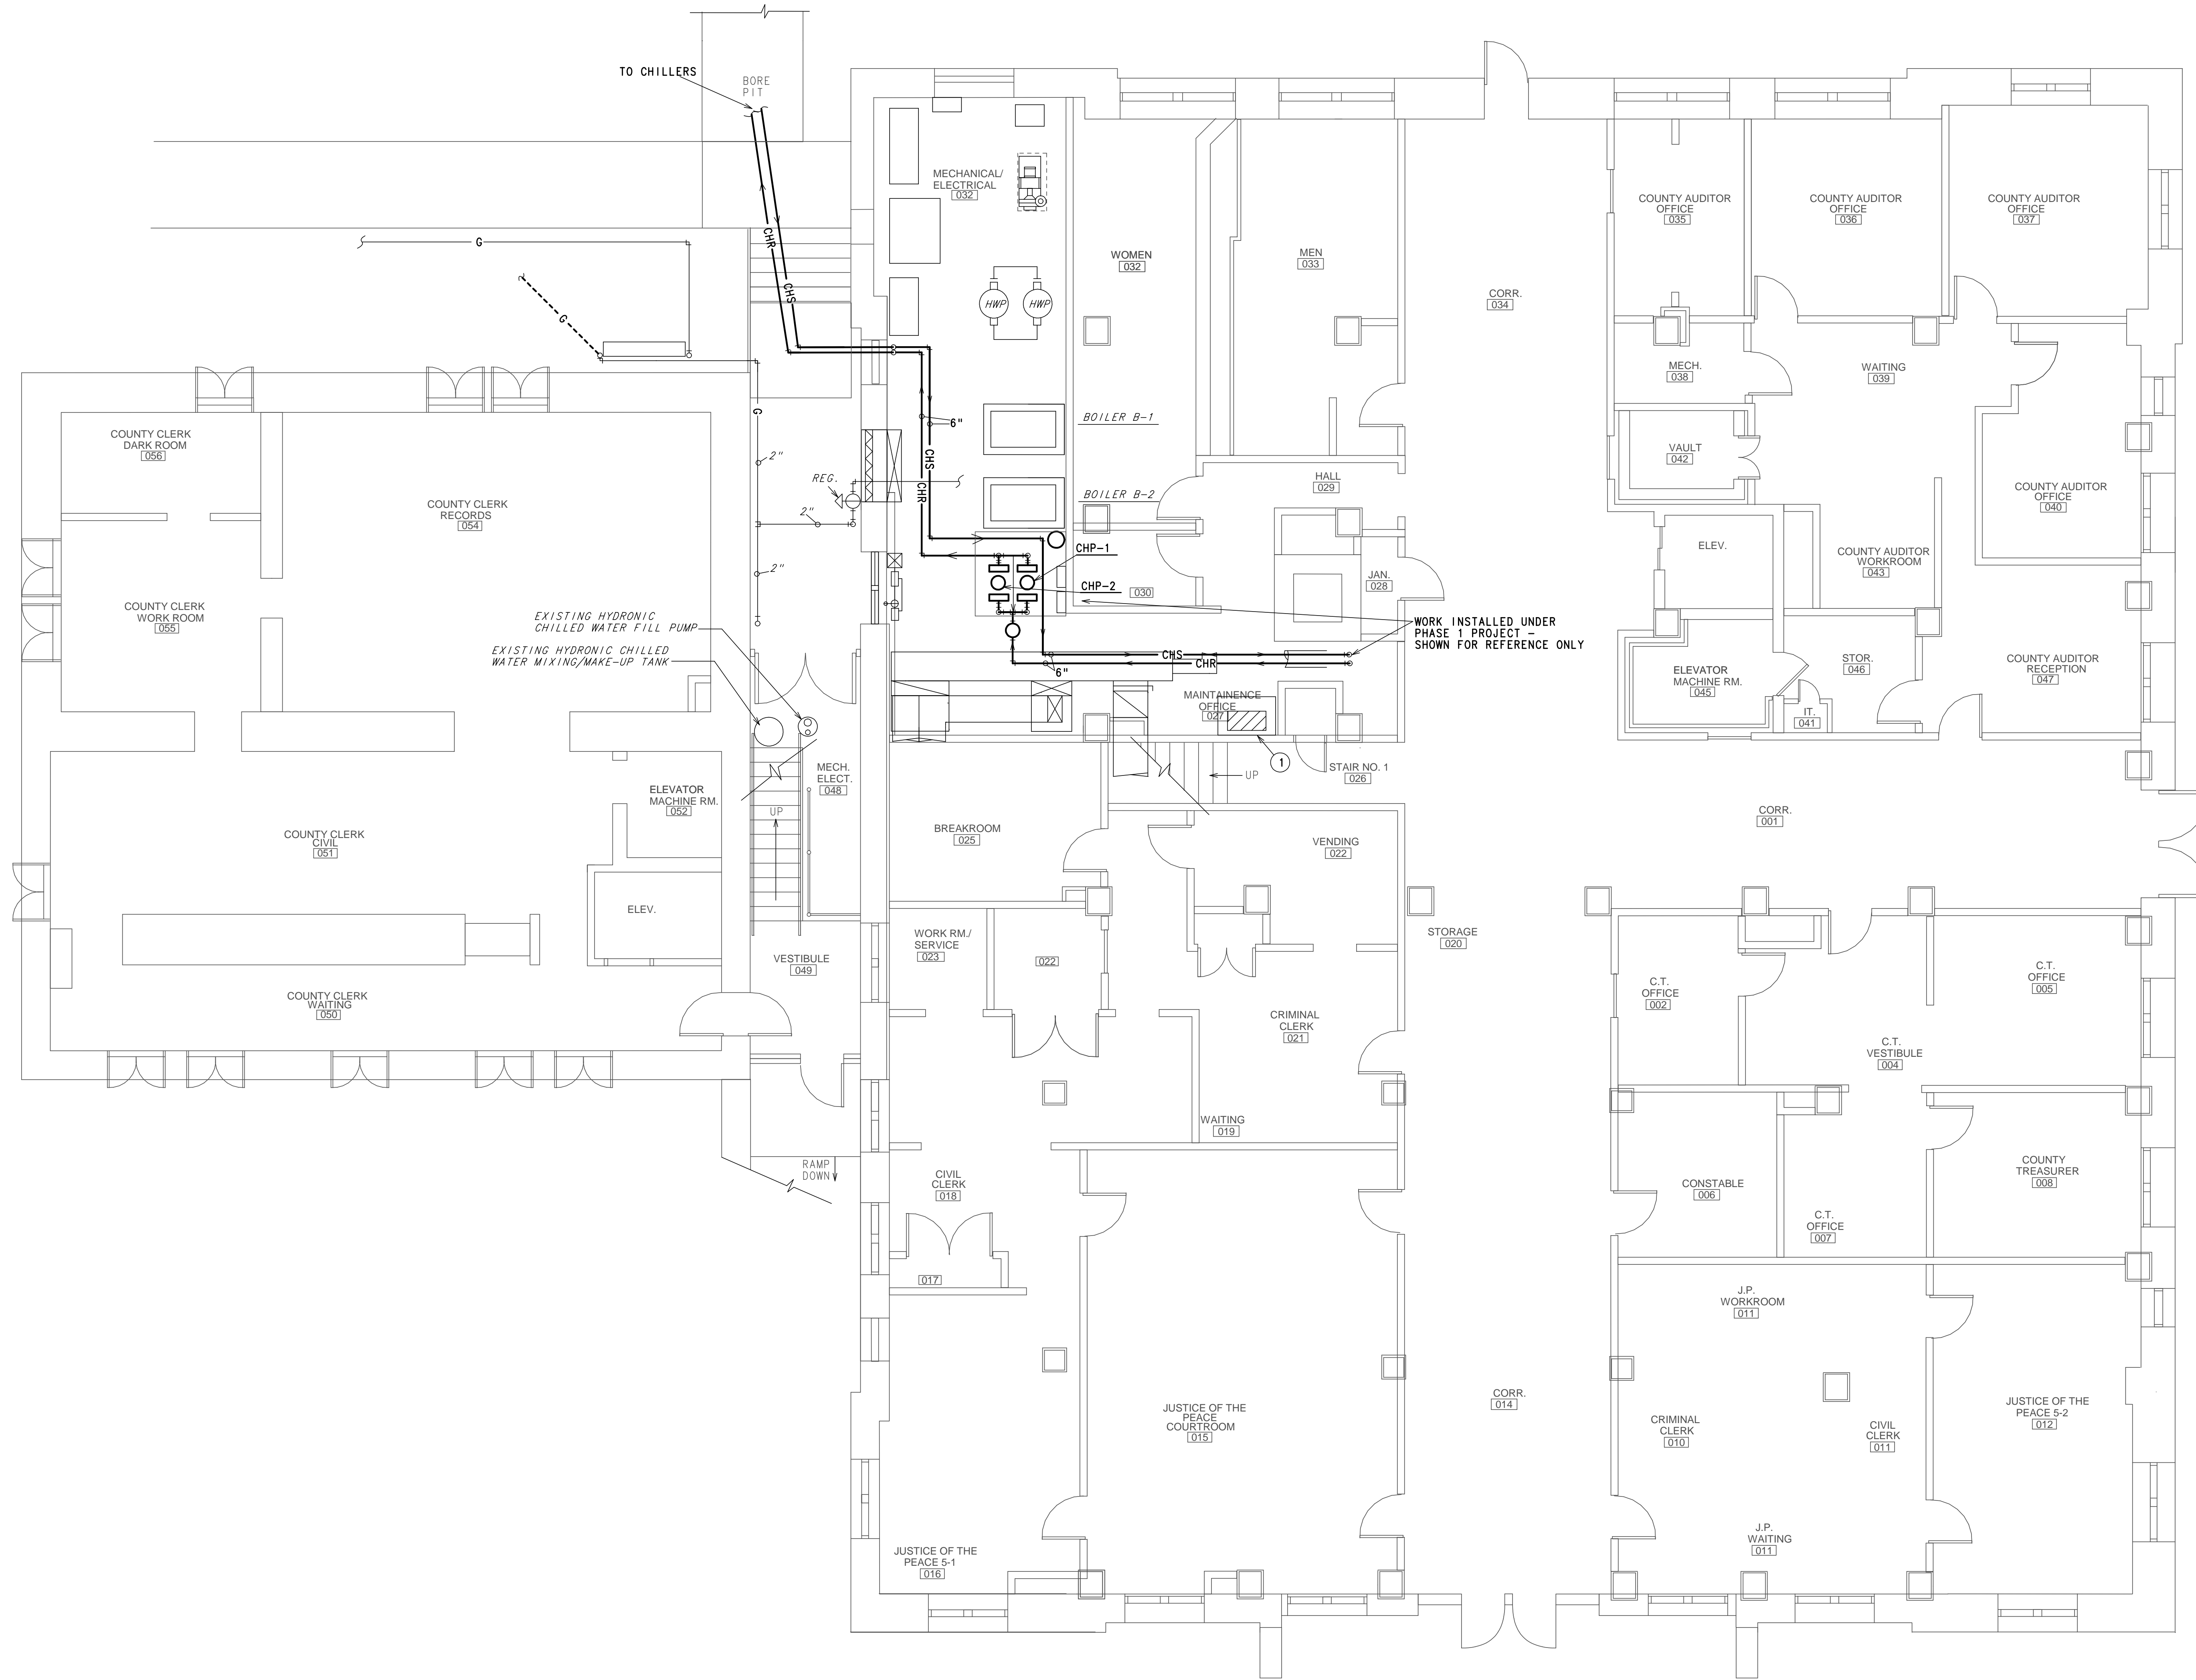 TO CHILLERS
BORE
PIT
CHR
CHS
G
G
G
2"
2"
2"
REG.
MECHANICAL/
ELECTRICAL
032
HWP
HWP
WOMEN
032
MEN
033
CORR.
034
COUNTY AUDITOR
OFFICE
035
COUNTY AUDITOR
OFFICE
036
COUNTY AUDITOR
OFFICE
037
MECH.
038
WAITING
039
VAULT
042
COUNTY AUDITOR
OFFICE
040
BOILER B-1
6"
CHS
CHR
BOILER B-2
HALL
029
CHP-1
CHP-2
030
JAN.
028
ELEV.
COUNTY AUDITOR
WORKROOM
043
WORK INSTALLED UNDER
PHASE 1 PROJECT -
SHOWN FOR REFERENCE ONLY
CHS
CHR
6"
MAINTAINENCE
OFFICE
027
1
STAIR NO. 1
026
UP
ELEVATOR
MACHINE RM.
045
STOR.
046
IT.
041
COUNTY AUDITOR
RECEPTION
047
COUNTY CLERK
DARK ROOM
056
COUNTY CLERK
RECORDS
054
COUNTY CLERK
WORK ROOM
055
EXISTING HYDRONIC
CHILLED WATER FILL PUMP
EXISTING HYDRONIC CHILLED
WATER MIXING/MAKE-UP TANK
MECH.
ELECT.
048
UP
ELEVATOR
MACHINE RM.
052
COUNTY CLERK
CIVIL
051
ELEV.
COUNTY CLERK
WAITING
050
VESTIBULE
049
RAMP
DOWN
BREAKROOM
025
VENDING
022
CORR.
001
WORK RM./
SERVICE
023
022
STORAGE
020
CRIMINAL
CLERK
021
WAITING
019
C.T.
OFFICE
002
C.T.
OFFICE
005
C.T.
VESTIBULE
004
CIVIL
CLERK
018
017
CONSTABLE
006
C.T.
OFFICE
007
COUNTY
TREASURER
008
J.P.
WORKROOM
011
JUSTICE OF THE
PEACE
COURTROOM
015
CORR.
014
CRIMINAL
CLERK
010
CIVIL
CLERK
011
JUSTICE OF THE
PEACE 5-2
012
J.P.
WAITING
011
JUSTICE OF THE
PEACE 5-1
016